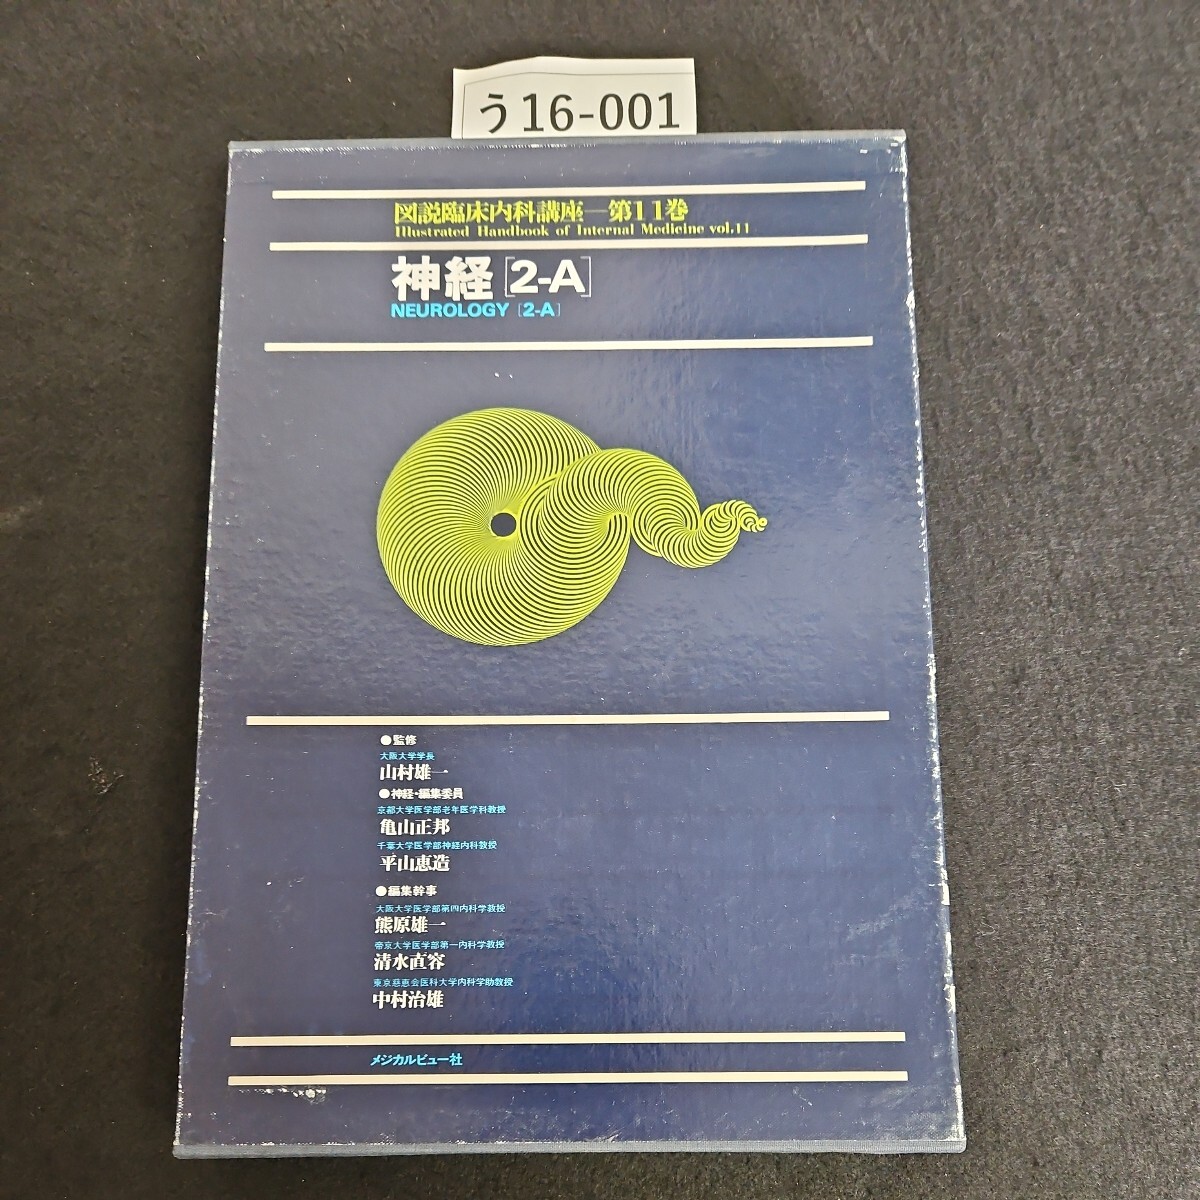 う16-001
図説臨床内科講座—第11巻
Illustrated Handbook of Internal Medicine vol.11
神経[2-A]
NEUROLOGY [2-A]
●監修
大阪大学学長
山村雄一
●神経・編集委員
京都大学医学部老年医学科教授
亀山正邦
千葉大学医学部神経内科教授
平山惠造
●編集幹事
大阪大学医学部第四内科学教授
熊原雄一
帝京大学医学部第一内科学教授
清水直容
東京慈恵会医科大学内科学助教授
中村治雄
メジカルビュー社